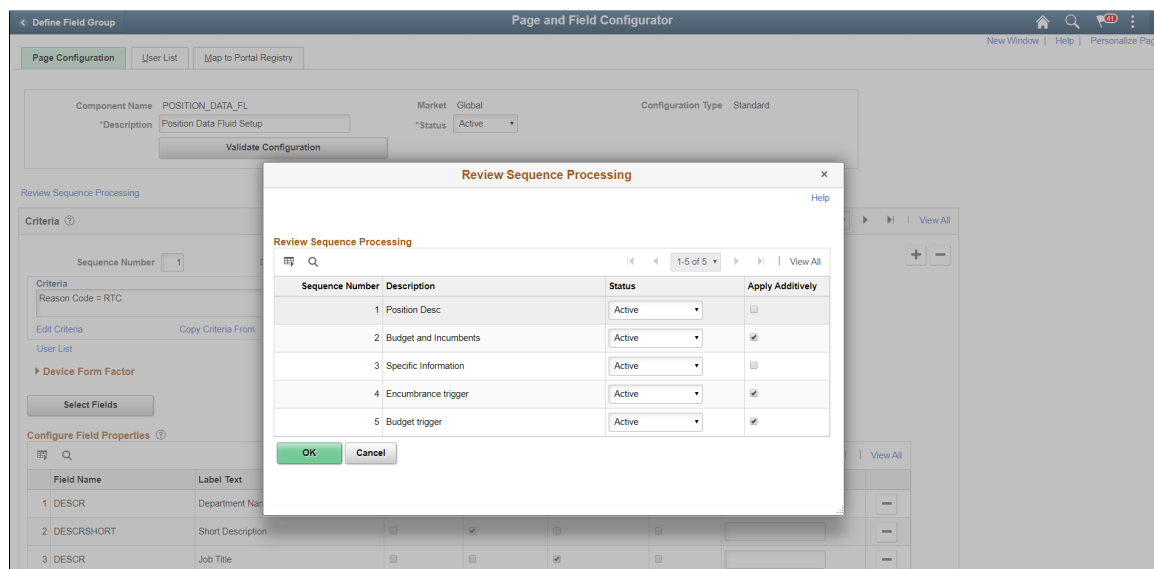 Define Field Group
Page and Field Configurator
41
New Window | Help | Personalize Pag
Page Configuration
User List
Map to Portal Registry
Component Name POSITION_DATA_FL
Market Global
Configuration Type Standard
*Description Position Data Fluid Setup
*Status Active
Validate Configuration
Review Sequence Processing
Criteria
View All
Sequence Number 1
Criteria
Reason Code = RTC
Edit Criteria
Copy Criteria From
User List
Device Form Factor
Select Fields
Configure Field Properties
View All
Field Name Label Text
1 DESCR Department Nan
2 DESCRSHORT Short Description
3 DESCR Job Title
Review Sequence Processing
Help
Review Sequence Processing
1-5 of 5
View All
Sequence Number Description Status Apply Additively
1 Position Desc Active
2 Budget and Incumbents Active
3 Specific Information Active
4 Encumbrance trigger Active
5 Budget trigger Active
OK
Cancel